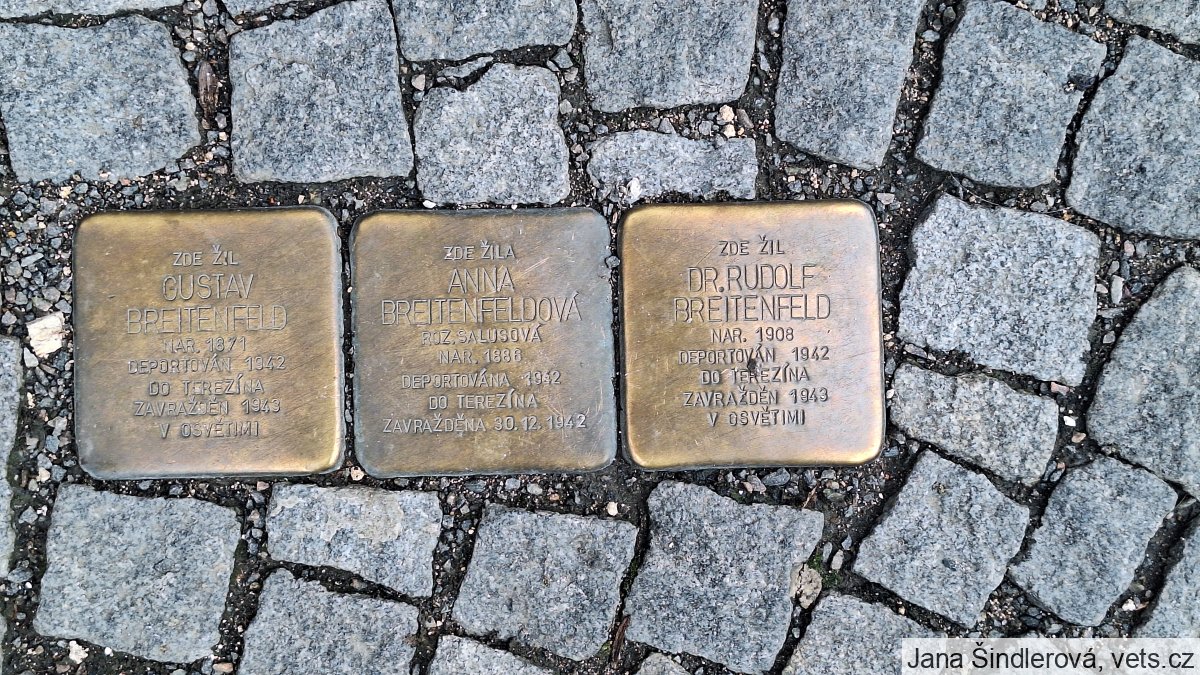 ZDE ŽIL
GUSTAV
BREITENFELD
NAR. 1871
DEPORTOVÁN 1942
DO TEREZÍNA
ZAVRAŽDĚN 1943
V OSVĚTIMI
ZDE ŽILA
ANNA
BREITENFELDOVÁ
ROZ. SALUSOVÁ
NAR. 1886
DEPORTOVÁNA 1942
DO TEREZÍNA
ZAVRAŽDĚNA 30.12.1942
ZDE ŽIL
DR. RUDOLF
BREITENFELD
NAR. 1908
DEPORTOVÁN 1942
DO TEREZÍNA
ZAVRAŽDĚN 1943
V OSVĚTIMI
Jana Šindlerová, vets.cz